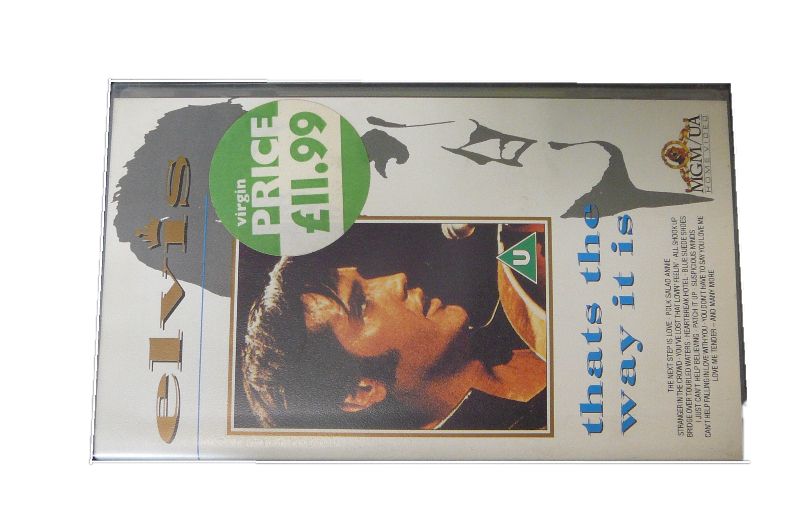 elvis
virgin
PRICE
£11.99
U
MGM/UA
HOME VIDEO
thats the
way it is
THE NEXT STEP IS LOVE · POLK SALAD ANNIE
STRANGER IN THE CROWD · YOU'VE LOST THAT LOVIN' FEELIN' · ALL SHOOK UP
BRIDGE OVER TOUBLED WATERS · HEARTBREAK HOTEL · BLUE SUEDE SHOES
I JUST CAN'T HELP BELIEVING · PATCH IT UP · SUSPICIOUS MINDS
CAN'T HELP FALLING IN LOVE WITH YOU · YOU DON'T HAVE TO SAY YOU LOVE ME
LOVE ME TENDER – AND MANY MORE